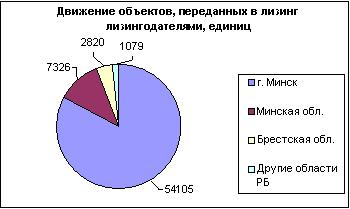 Движение объектов, переданных в лизинг
лизингодателями, единиц
2820
1079
7326
54105
г. Минск
Минская обл.
Брестская обл.
Другие области
РБ